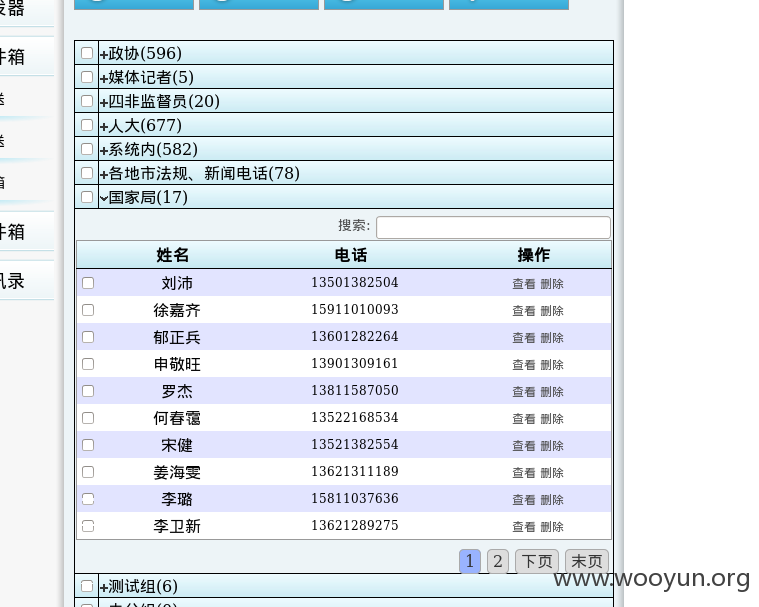 发器
件箱
送
送
箱
件箱
讯录
+政协(596)
+媒体记者(5)
+四非监督员(20)
+人大(677)
+系统内(582)
+各地市法规、新闻电话(78)
国家局(17)
搜索:
姓名 电话 操作
刘沛 13501382504 查看 删除
徐嘉齐 15911010093 查看 删除
郁正兵 13601282264 查看 删除
申敬旺 13901309161 查看 删除
罗杰 13811587050 查看 删除
何春霭 13522168534 查看 删除
宋健 13521382554 查看 删除
姜海雯 13621311189 查看 删除
李璐 15811037636 查看 删除
李卫新 13621289275 查看 删除
1 2 下页 末页
+测试组(6)
www.wooyun.org